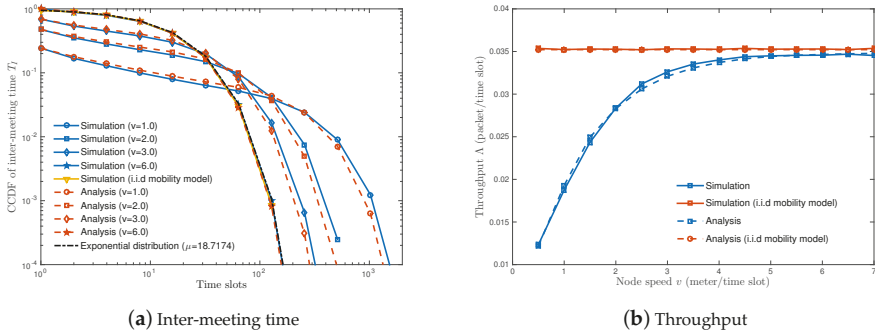 10^0
10^-1
10^-2
10^-3
10^-4
CCDF of inter-meeting time T_I
Simulation (v=1.0)
Simulation (v=2.0)
Simulation (v=3.0)
Simulation (v=6.0)
Simulation (i.i.d mobility model)
Analysis (v=1.0)
Analysis (v=2.0)
Analysis (v=3.0)
Analysis (v=6.0)
Exponential distribution (μ=18.7174)
10^0 10^1 10^2 10^3
Time slots
(a) Inter-meeting time
0.04
0.035
0.03
0.025
0.02
0.015
0.01
Throughput Λ (packet/time slot)
Simulation
Simulation (i.i.d mobility model)
Analysis
Analysis (i.i.d mobility model)
0 1 2 3 4 5 6 7
Node speed v (meter/time slot)
(b) Throughput